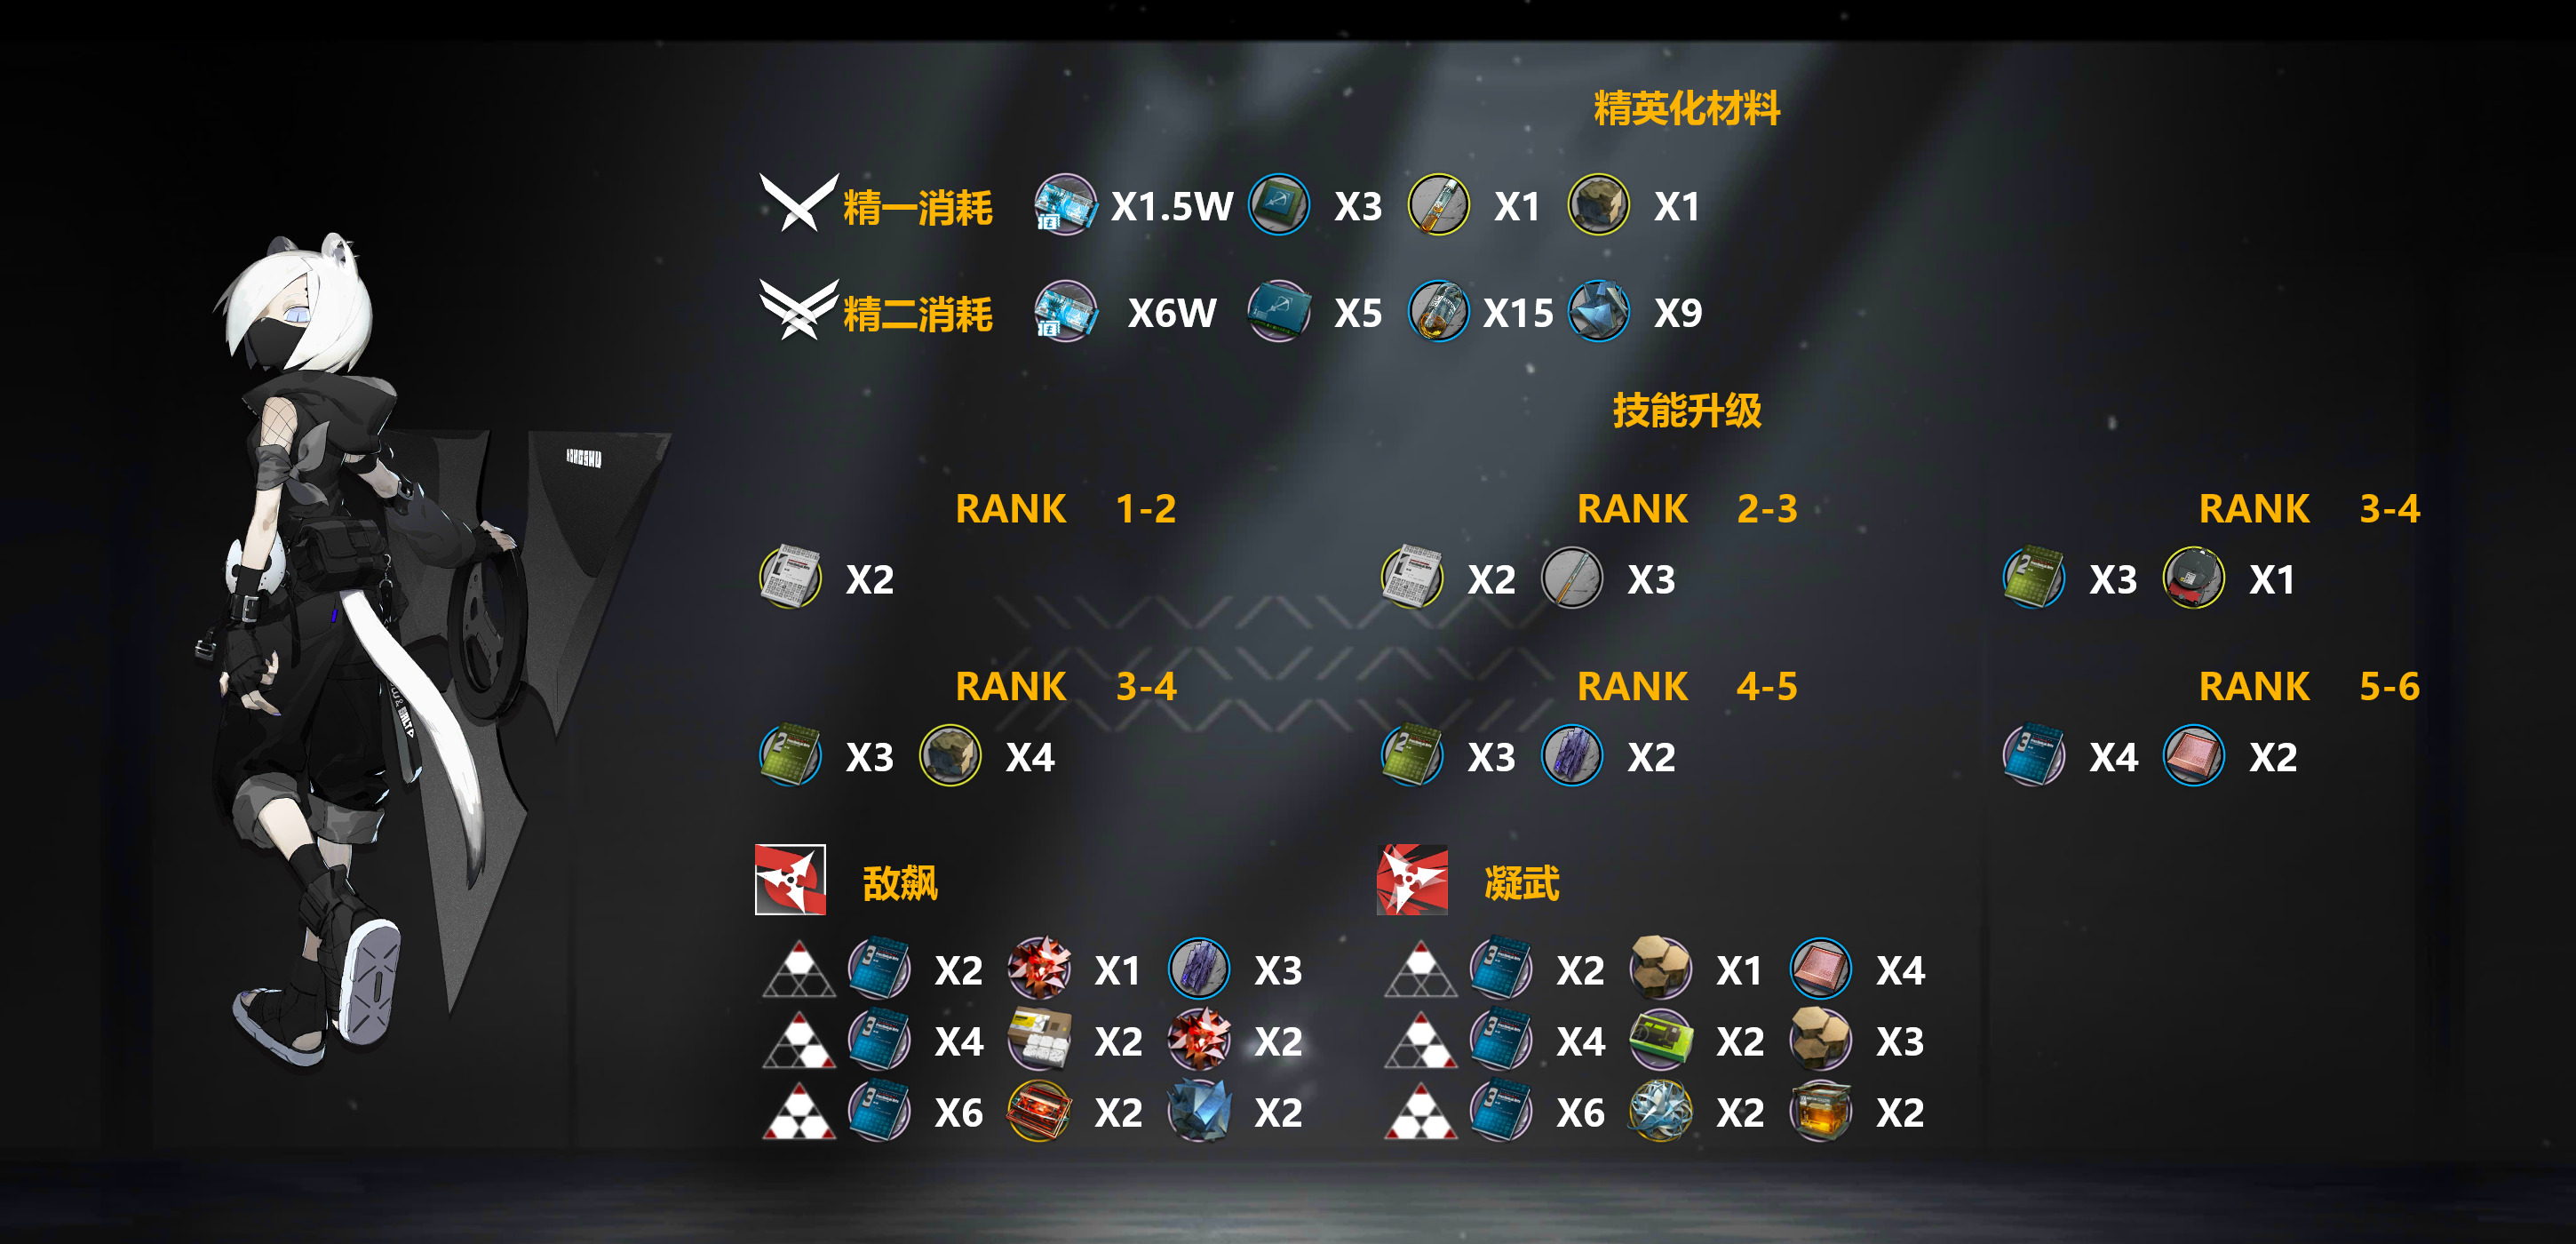 精英化材料
精一消耗 X1.5W X3 X1 X1
精二消耗 X6W X5 X15 X9
技能升级
RANK 1-2 RANK 2-3 RANK 3-4
X2 X2 X3 X3 X1
RANK 3-4 RANK 4-5 RANK 5-6
X3 X4 X3 X2 X4 X2
敌飙 凝武
X2 X1 X3 X2 X1 X4
X4 X2 X2 X4 X2 X3
X6 X2 X2 X6 X2 X2